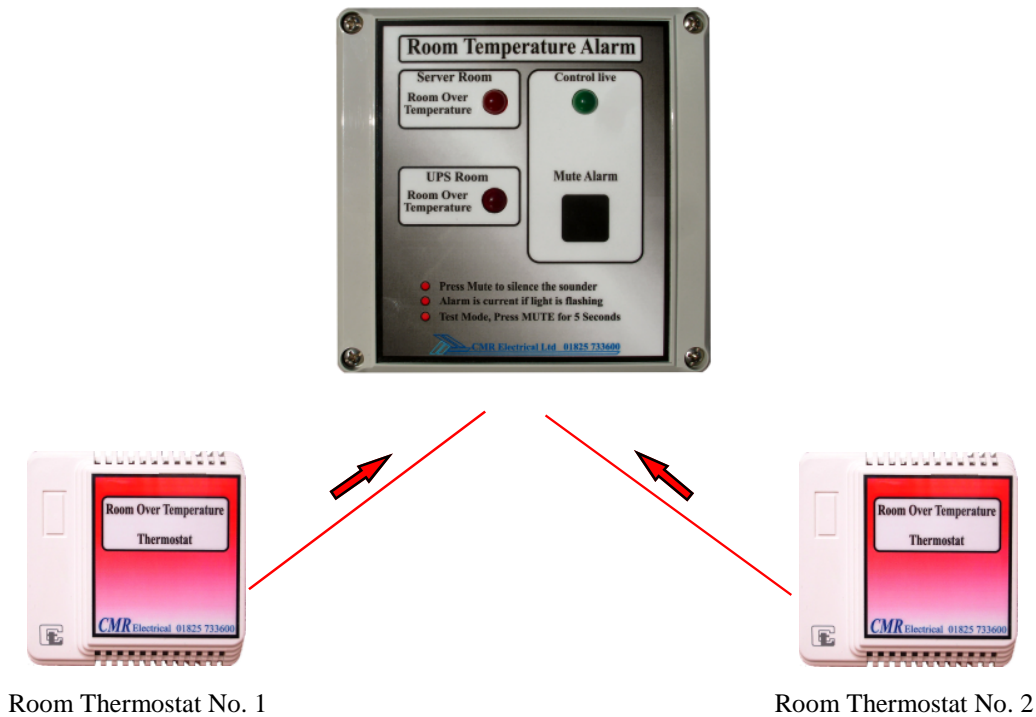 Room Temperature Alarm
Server Room
Room Over
Temperature
Control live
UPS Room
Room Over
Temperature
Mute Alarm
Press Mute to silence the sounder
Alarm is current if light is flashing
Test Mode, Press MUTE for 5 Seconds
CMR Electrical Ltd 01825 733600
Room Over Temperature
Thermostat
CMR Electrical 01825 733600
Room Thermostat No. 1
Room Over Temperature
Thermostat
CMR Electrical 01825 733600
Room Thermostat No. 2